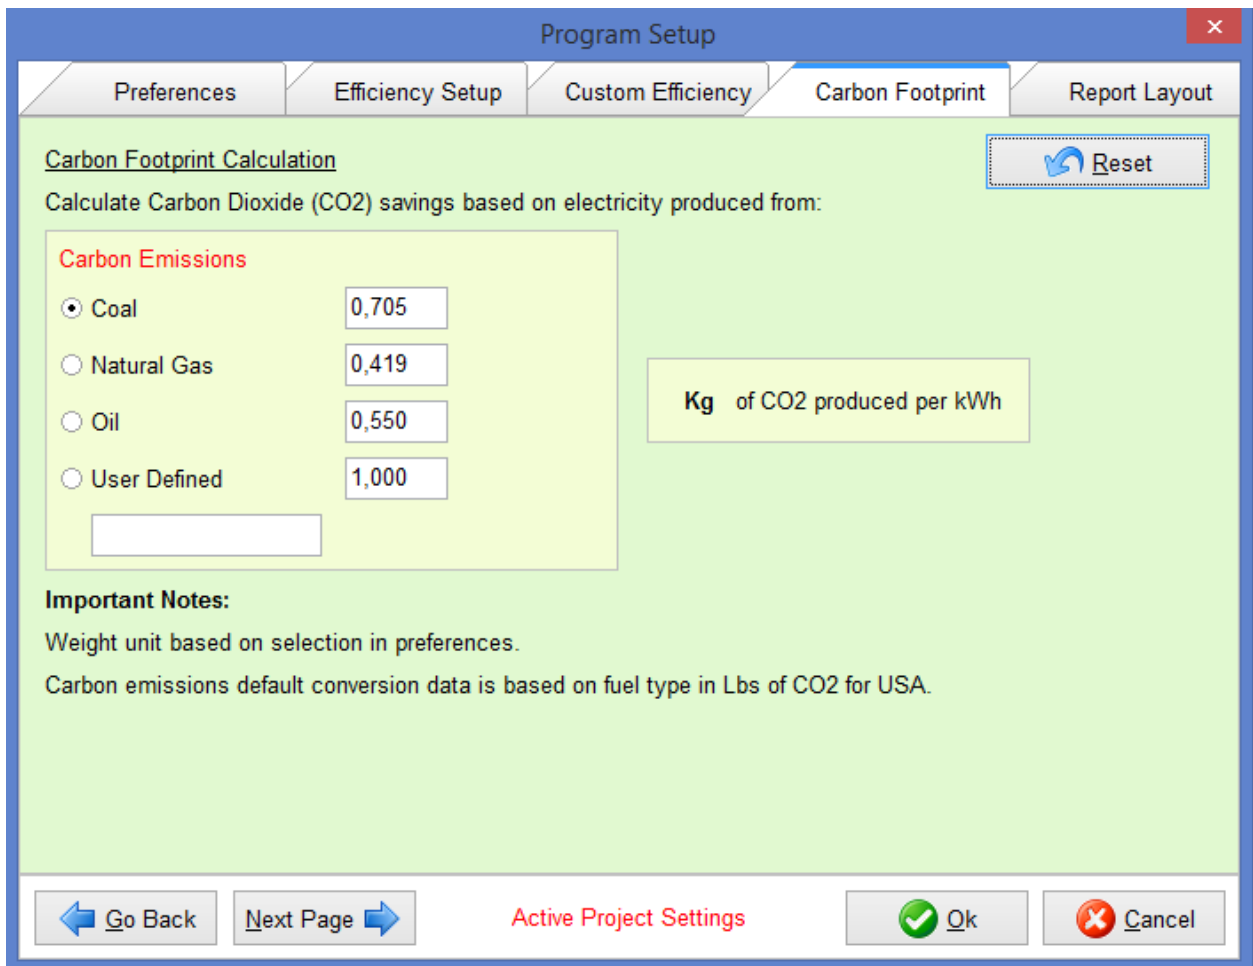 Program Setup
Preferences
Efficiency Setup
Custom Efficiency
Carbon Footprint
Report Layout
Carbon Footprint Calculation
Reset
Calculate Carbon Dioxide (CO2) savings based on electricity produced from:
Carbon Emissions
Coal 0,705
Natural Gas 0,419
Oil 0,550
User Defined 1,000
Kg of CO2 produced per kWh
Important Notes:
Weight unit based on selection in preferences.
Carbon emissions default conversion data is based on fuel type in Lbs of CO2 for USA.
Go Back
Next Page
Active Project Settings
Ok
Cancel